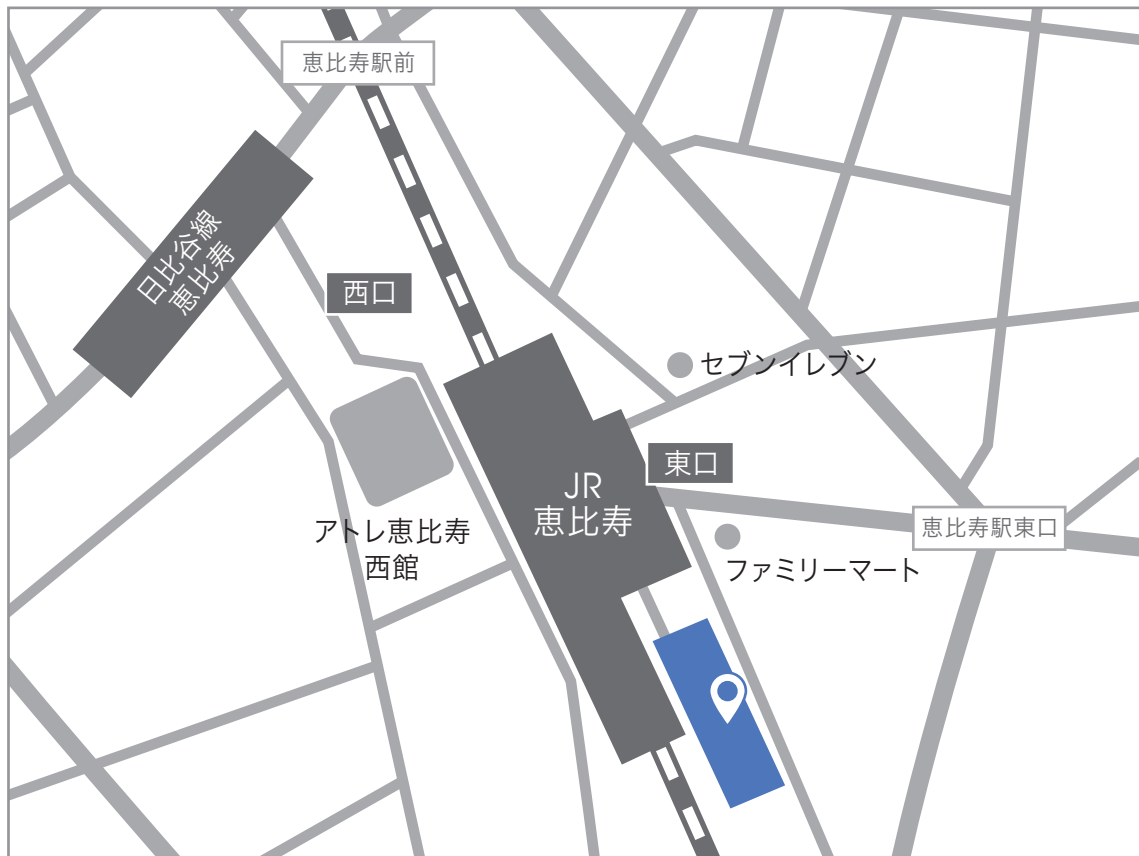 恵比寿駅前
日比谷線
恵比寿
西口
セブンイレブン
東口
JR
恵比寿
アトレ恵比寿
西館
恵比寿駅東口
ファミリーマート